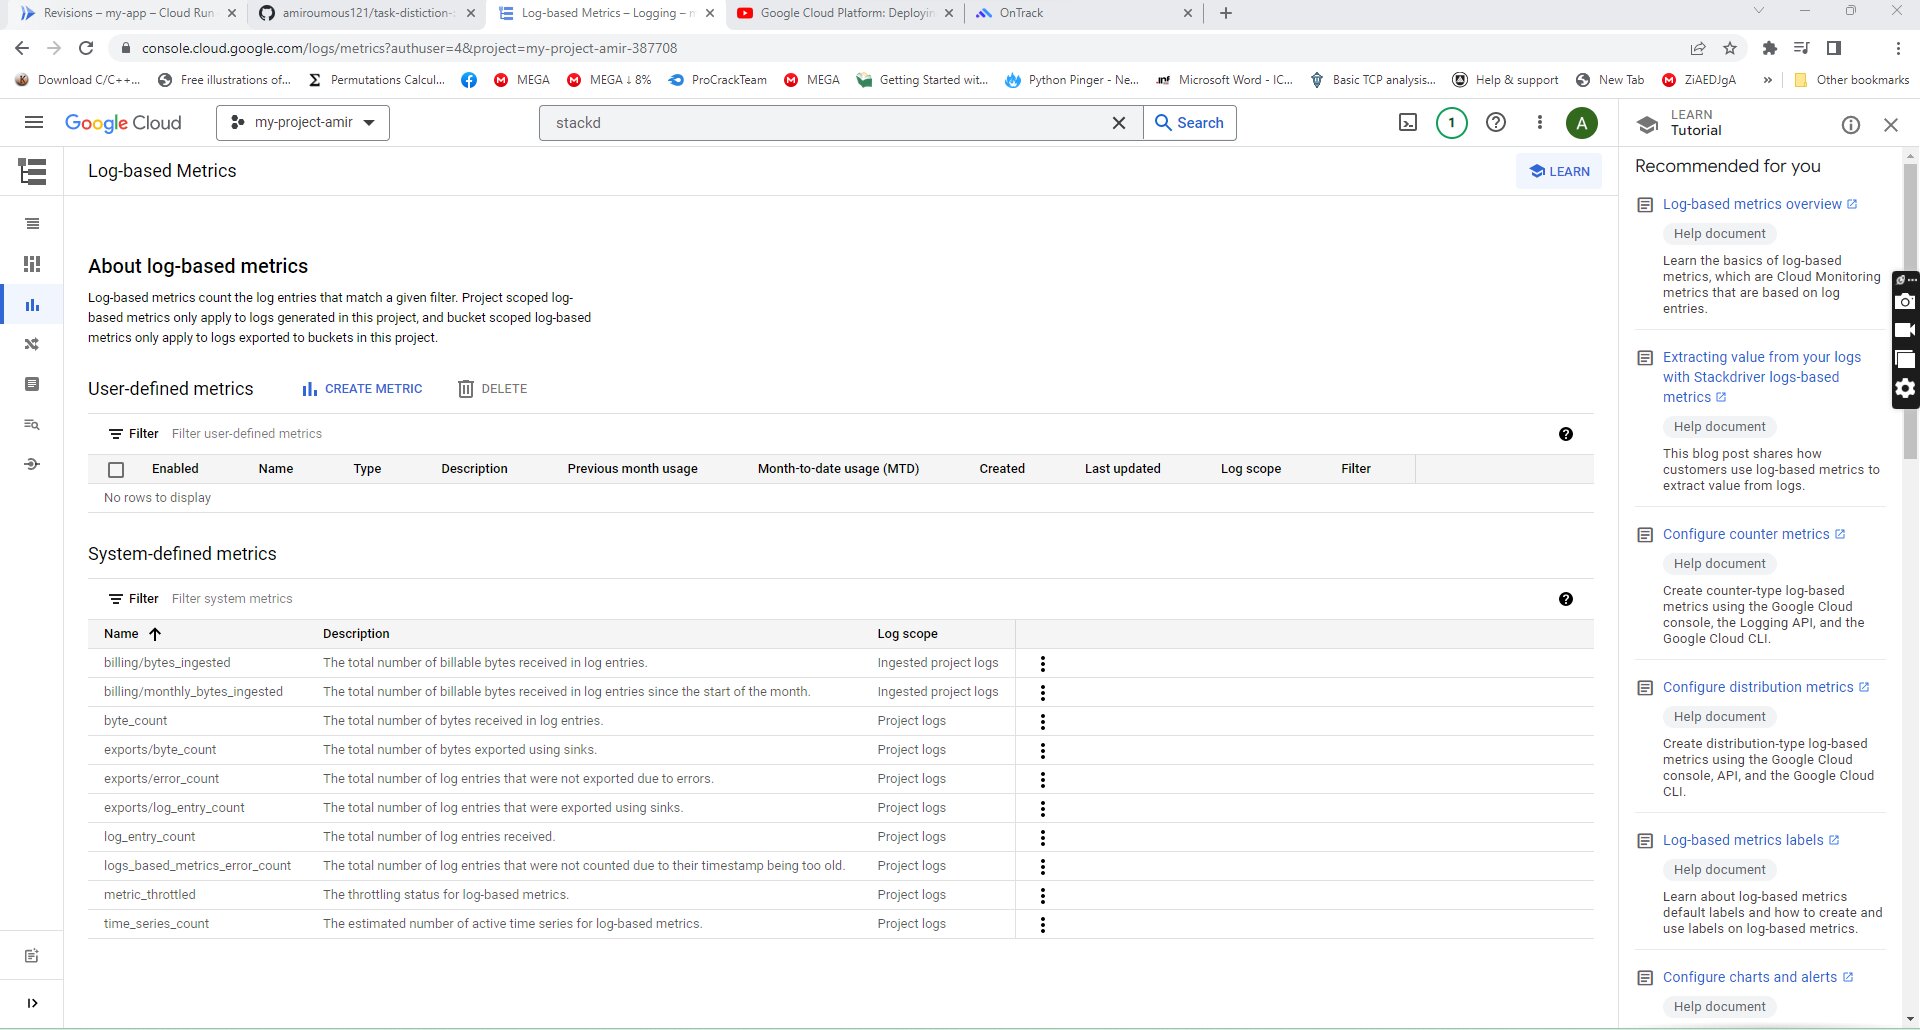 Revisions – my-app – Cloud Run
amiroumous121/task-distiction-
Log-based Metrics – Logging –
Google Cloud Platform: Deployin
OnTrack
console.cloud.google.com/logs/metrics?authuser=4&project=my-project-amir-387708
Download C/C++...
Free illustrations of...
Permutations Calcul...
MEGA
MEGA ↓ 8%
ProCrackTeam
MEGA
Getting Started wit...
Python Pinger - Ne...
Microsoft Word - IC...
Basic TCP analysis...
Help & support
New Tab
ZiAEDJgA
»
Other bookmarks
Google Cloud
my-project-amir
stackd
Search
1
A
LEARN
Tutorial
Log-based Metrics
LEARN
About log-based metrics
Log-based metrics count the log entries that match a given filter. Project scoped log-
based metrics only apply to logs generated in this project, and bucket scoped log-based
metrics only apply to logs exported to buckets in this project.
User-defined metrics
CREATE METRIC
DELETE
Filter Filter user-defined metrics
Enabled Name Type Description Previous month usage Month-to-date usage (MTD) Created Last updated Log scope Filter
No rows to display
System-defined metrics
Filter Filter system metrics
Name Description Log scope
billing/bytes_ingested The total number of billable bytes received in log entries. Ingested project logs
billing/monthly_bytes_ingested The total number of billable bytes received in log entries since the start of the month. Ingested project logs
byte_count The total number of bytes received in log entries. Project logs
exports/byte_count The total number of bytes exported using sinks. Project logs
exports/error_count The total number of log entries that were not exported due to errors. Project logs
exports/log_entry_count The total number of log entries that were exported using sinks. Project logs
log_entry_count The total number of log entries received. Project logs
logs_based_metrics_error_count The total number of log entries that were not counted due to their timestamp being too old. Project logs
metric_throttled The throttling status for log-based metrics. Project logs
time_series_count The estimated number of active time series for log-based metrics. Project logs
Recommended for you
Log-based metrics overview
Help document
Learn the basics of log-based
metrics, which are Cloud Monitoring
metrics that are based on log
entries.
Extracting value from your logs
with Stackdriver logs-based
metrics
Help document
This blog post shares how
customers use log-based metrics to
extract value from logs.
Configure counter metrics
Help document
Create counter-type log-based
metrics using the Google Cloud
console, the Logging API, and the
Google Cloud CLI.
Configure distribution metrics
Help document
Create distribution-type log-based
metrics using the Google Cloud
console, API, and the Google Cloud
CLI.
Log-based metrics labels
Help document
Learn about log-based metrics
default labels and how to create and
use labels on log-based metrics.
Configure charts and alerts
Help document